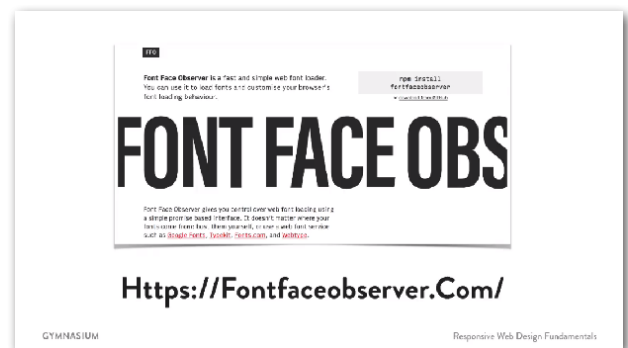 FFO
Font Face Observer is a fast and simple web font loader.
You can use it to load fonts and customise your browser's
font loading behaviour.
npm install
fontfaceobserver
or download from GitHub
FONT FACE OBS
Font Face Observer gives you control over web font loading using
a simple promise based interface. It doesn't matter where your
fonts come from: host them yourself, or use a web font service
such as Google Fonts, Typekit, Fonts.com, and Webtype.
Https://Fontfaceobserver.Com/
GYMNASIUM
Responsive Web Design Fundamentals